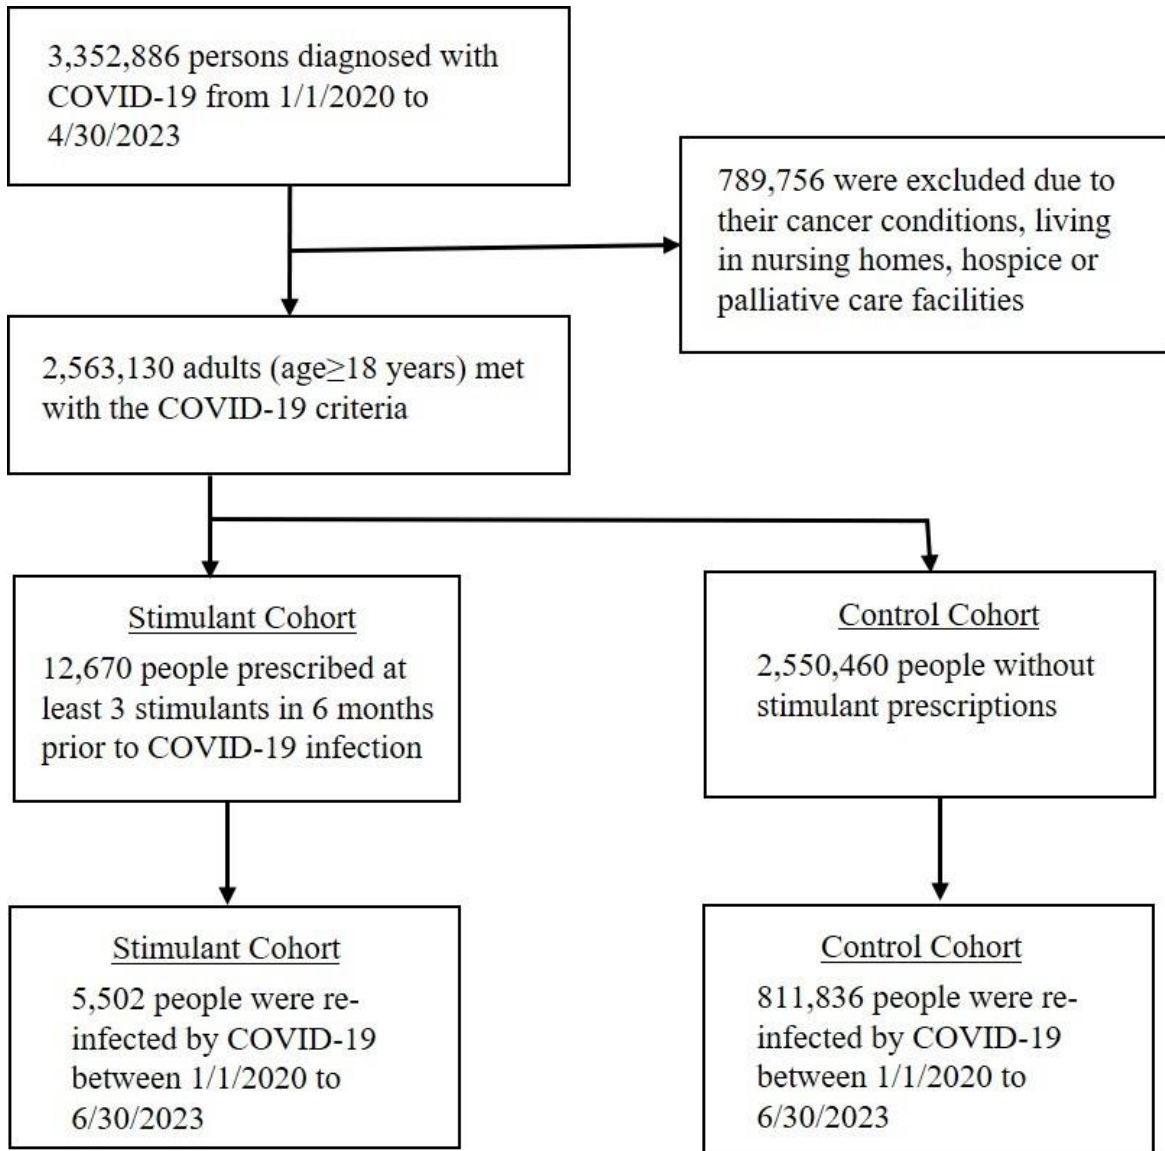 3,352,886 persons diagnosed with
COVID-19 from 1/1/2020 to
4/30/2023
789,756 were excluded due to
their cancer conditions, living
in nursing homes, hospice or
palliative care facilities
2,563,130 adults (age≥18 years) met
with the COVID-19 criteria
Stimulant Cohort
12,670 people prescribed at
least 3 stimulants in 6 months
prior to COVID-19 infection
Control Cohort
2,550,460 people without
stimulant prescriptions
Stimulant Cohort
5,502 people were re-
infected by COVID-19
between 1/1/2020 to
6/30/2023
Control Cohort
811,836 people were re-
infected by COVID-19
between 1/1/2020 to
6/30/2023